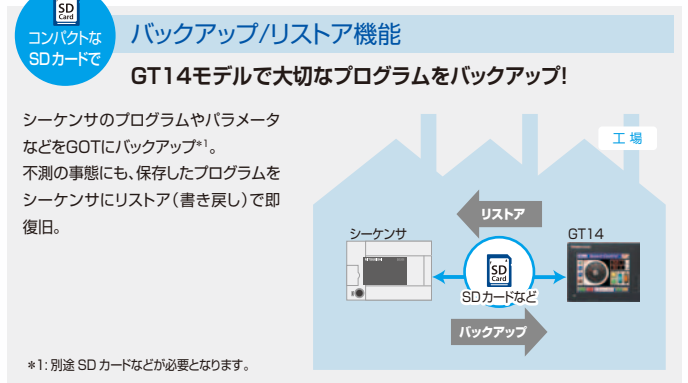 SD
Card
コンパクトな
SDカードで
バックアップ/リストア機能
GT14モデルで大切なプログラムをバックアップ!
シーケンサのプログラムやパラメータ
などをGOTにバックアップ*1。
不測の事態にも、保存したプログラムを
シーケンサにリストア(書き戻し)で即
復旧。
工場
リストア
シーケンサ
GT14
SD
Card
SDカードなど
バックアップ
*1: 別途 SD カードなどが必要となります。